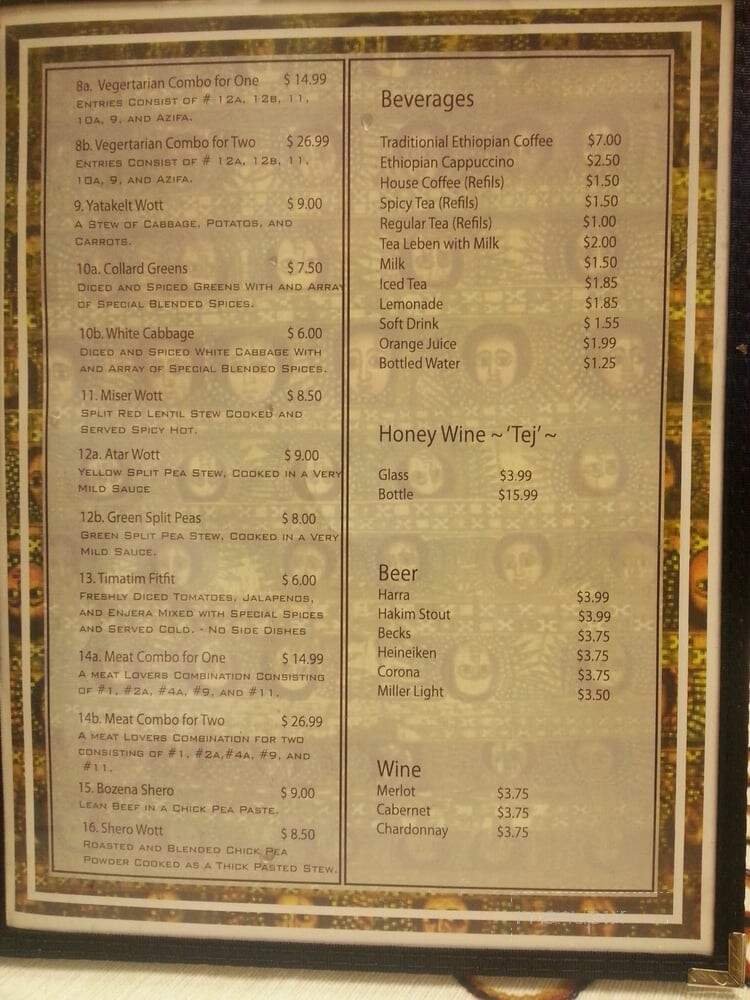 8a. Vegertarian Combo for One $ 14.99
Entries Consist of # 12a, 12b, 11,
10a, 9, and Azifa.
8b. Vegertarian Combo for Two $ 26.99
Entries Consist of # 12a, 12b, 11,
10a, 9, and Azifa.
9. Yatakelt Wott $ 9.00
A Stew of Cabbage, Potatos, and
Carrots.
10a. Collard Greens $ 7.50
Diced and Spiced Greens With and Array
of Special Blended Spices.
10b. White Cabbage $ 6.00
Diced and Spiced White Cabbage With
and Array of Special Blended Spices.
11. Miser Wott $ 8.50
Split Red Lentil Stew Cooked and
Served Spicy Hot.
12a. Atar Wott $ 9.00
Yellow Split Pea Stew, Cooked in a Very
Mild Sauce
12b. Green Split Peas $ 8.00
Green Split Pea Stew, Cooked in a Very
Mild Sauce.
13. Timatim Fitfit $ 6.00
Freshly Diced Tomatoes, Jalapenos,
and Enjera Mixed with Special Spices
and Served Cold. - No Side Dishes
14a. Meat Combo for One $ 14.99
A meat Lovers Combination Consisting
of #1, #2a, #4a, #9, and #11.
14b. Meat Combo for Two $ 26.99
A meat Lovers Combination for two
consisting of #1, #2a,#4a, #9, and
#11.
15. Bozena Shero $ 9.00
Lean Beef in a Chick Pea Paste.
16. Shero Wott $ 8.50
Roasted and Blended Chick Pea
Powder Cooked as a Thick Pasted Stew.
Beverages
Traditionial Ethiopian Coffee $7.00
Ethiopian Cappuccino $2.50
House Coffee (Refils) $1.50
Spicy Tea (Refils) $1.50
Regular Tea (Refils) $1.00
Tea Leben with Milk $2.00
Milk $1.50
Iced Tea $1.85
Lemonade $1.85
Soft Drink $ 1.55
Orange Juice $1.99
Bottled Water $1.25
Honey Wine ~ 'Tej' ~
Glass $3.99
Bottle $15.99
Beer
Harra $3.99
Hakim Stout $3.99
Becks $3.75
Heineiken $3.75
Corona $3.75
Miller Light $3.50
Wine
Merlot $3.75
Cabernet $3.75
Chardonnay $3.75